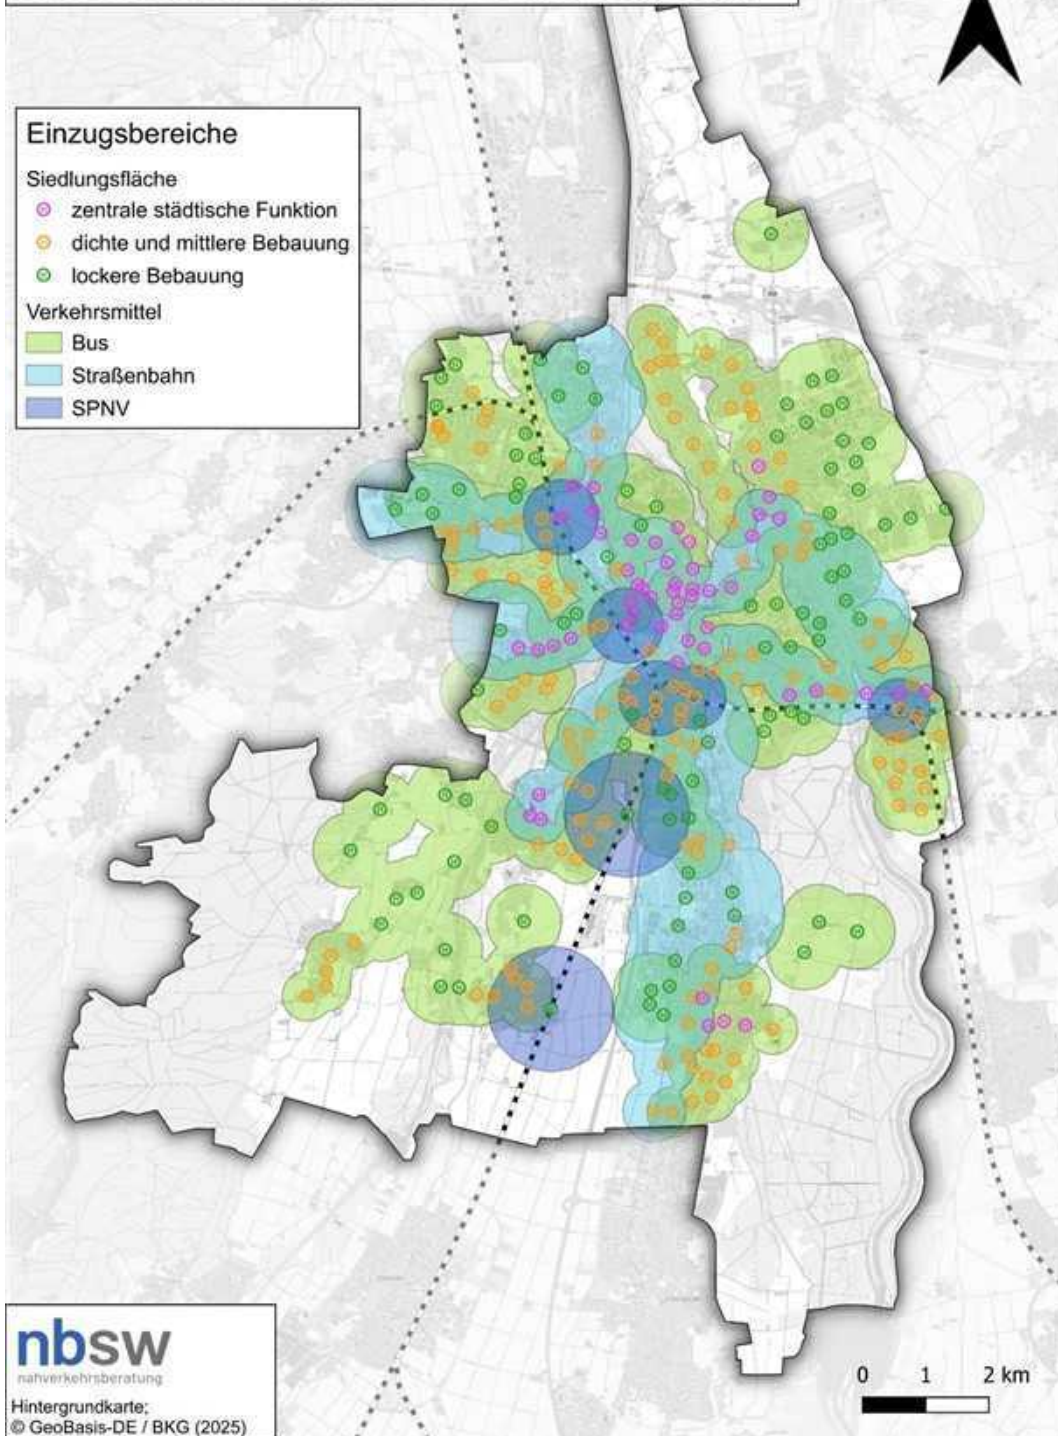 Einzugsbereiche
Siedlungsfläche
zentrale städtische Funktion
dichte und mittlere Bebauung
lockere Bebauung
Verkehrsmittel
Bus
Straßenbahn
SPNV
nbsw
nahverkehrsberatung
Hintergrundkarte;
© GeoBasis-DE / BKG (2025)
0 1 2 km